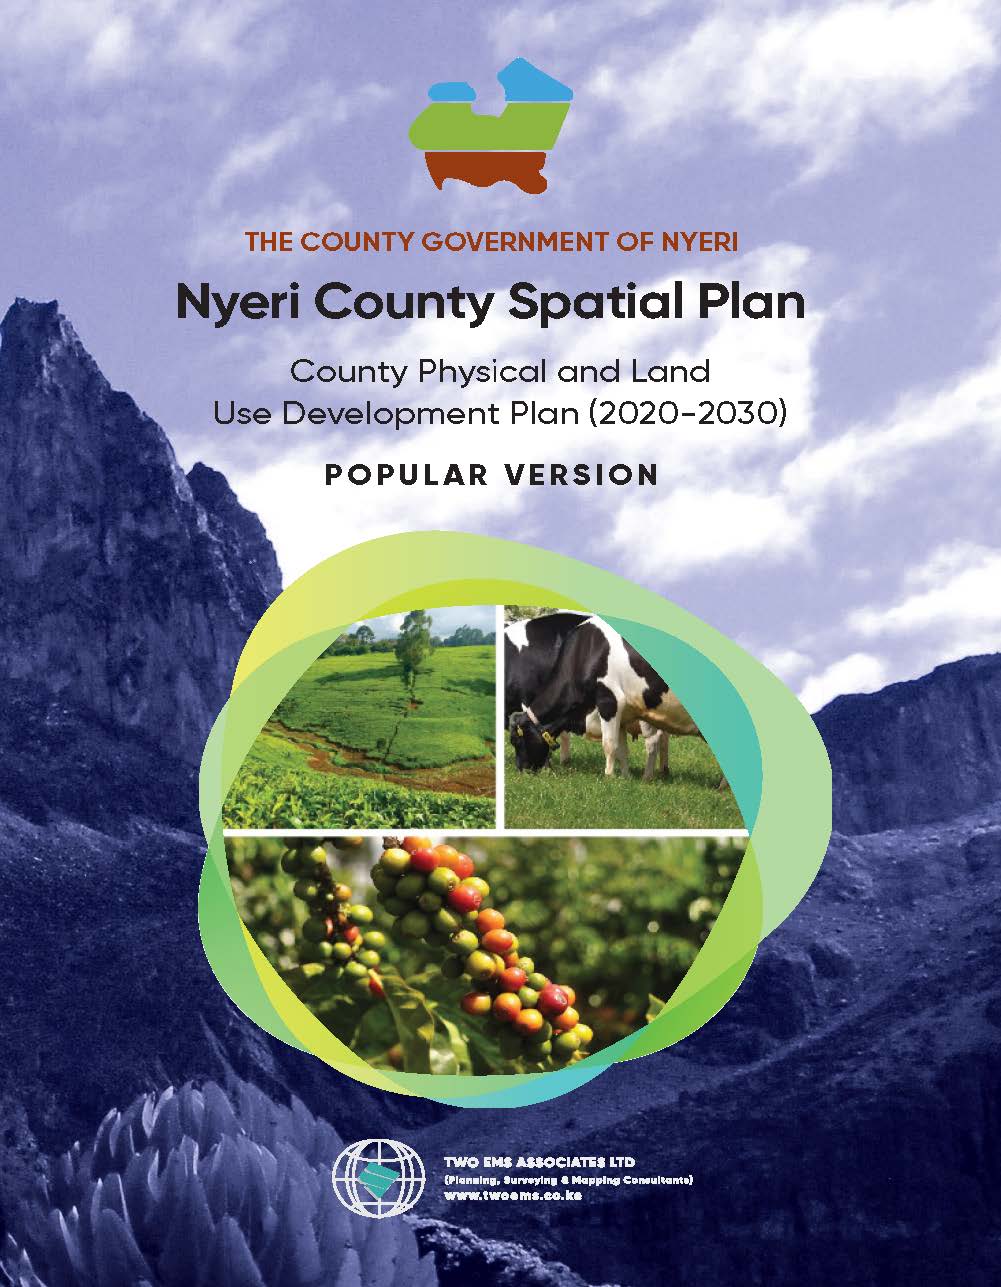 THE COUNTY GOVERNMENT OF NYERI
Nyeri County Spatial Plan
County Physical and Land
Use Development Plan (2020-2030)
POPULAR VERSION
TWO EMS ASSOCIATES LTD
(Planning, Surveying & Mapping Consultants)
www.twoems.co.ke